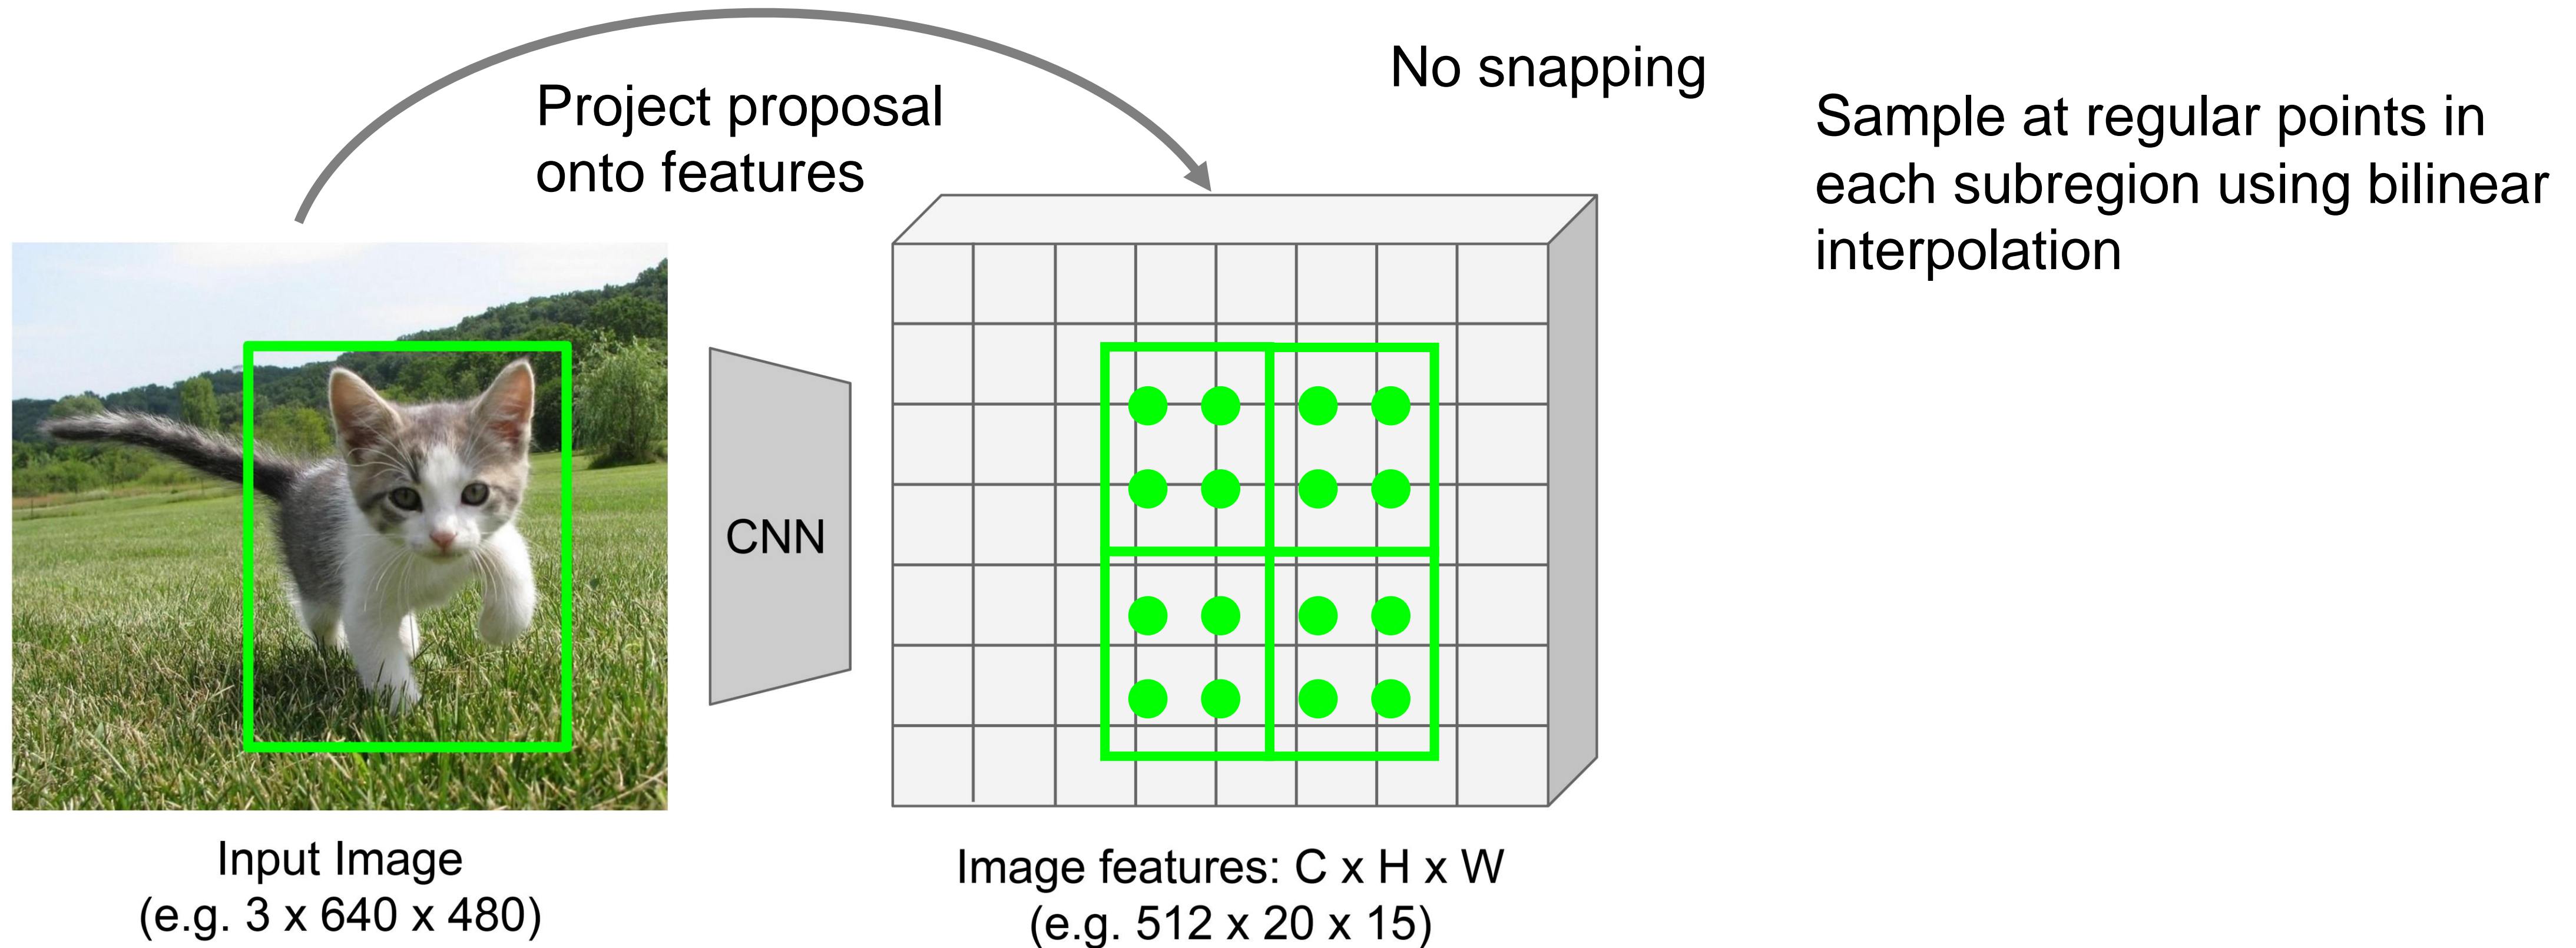 Project proposal
onto features
No snapping
Sample at regular points in
each subregion using bilinear
interpolation
CNN
Input Image
(e.g. 3 x 640 x 480)
Image features: C x H x W
(e.g. 512 x 20 x 15)